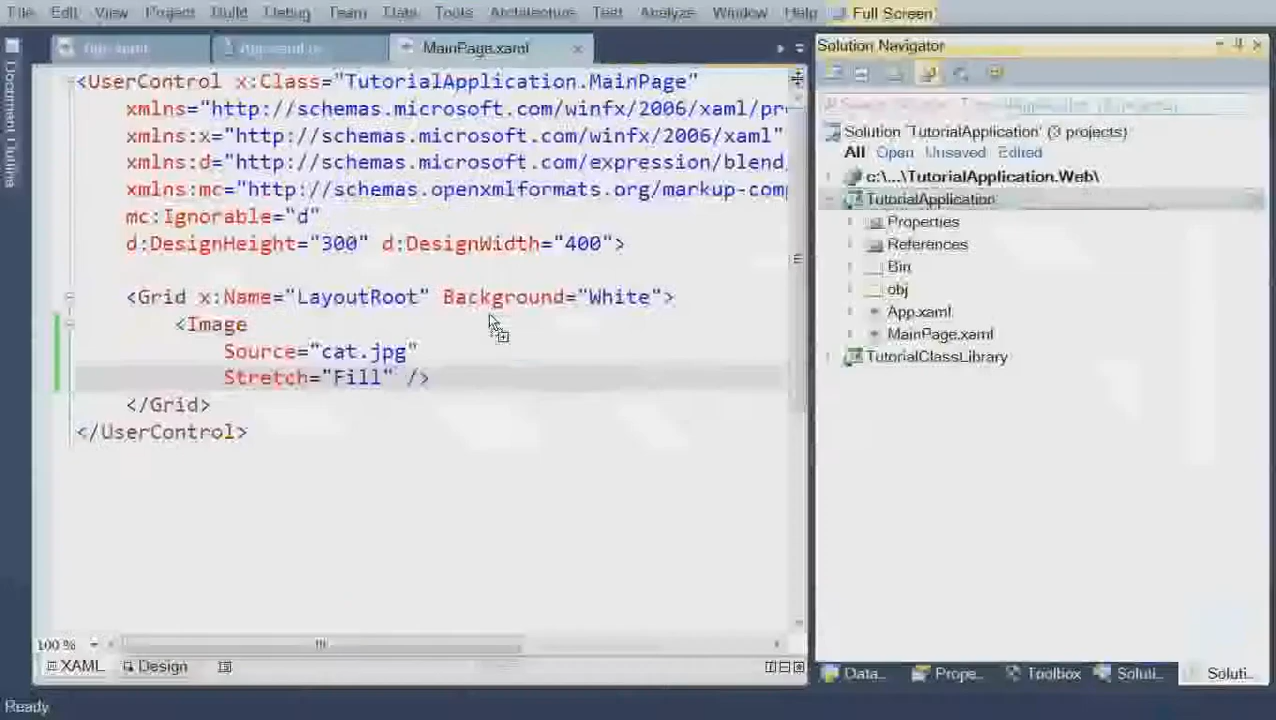 File Edit View Project Build Debug Team Data Tools Architecture Test Analyze Window Help Full Screen
MainPage.xaml
Document Outline
<UserControl x:Class="TutorialApplication.MainPage"
xmlns="http://schemas.microsoft.com/winfx/2006/xaml/pr
xmlns:x="http://schemas.microsoft.com/winfx/2006/xaml"
xmlns:d="http://schemas.microsoft.com/expression/blend
xmlns:mc="http://schemas.openxmlformats.org/markup-com
mc:Ignorable="d"
d:DesignHeight="300" d:DesignWidth="400">
<Grid x:Name="LayoutRoot" Background="White">
<Image
Source="cat.jpg"
Stretch="Fill" />
</Grid>
</UserControl>
100 %
XAML Design
Ready
Solution Navigator
Solution 'TutorialApplication' (3 projects)
All Open Unsaved Edited
c:\...\TutorialApplication.Web\
TutorialApplication
Properties
References
Bin
obj
App.xaml
MainPage.xaml
TutorialClassLibrary
Data... Prope... Toolbox Soluti... Soluti...